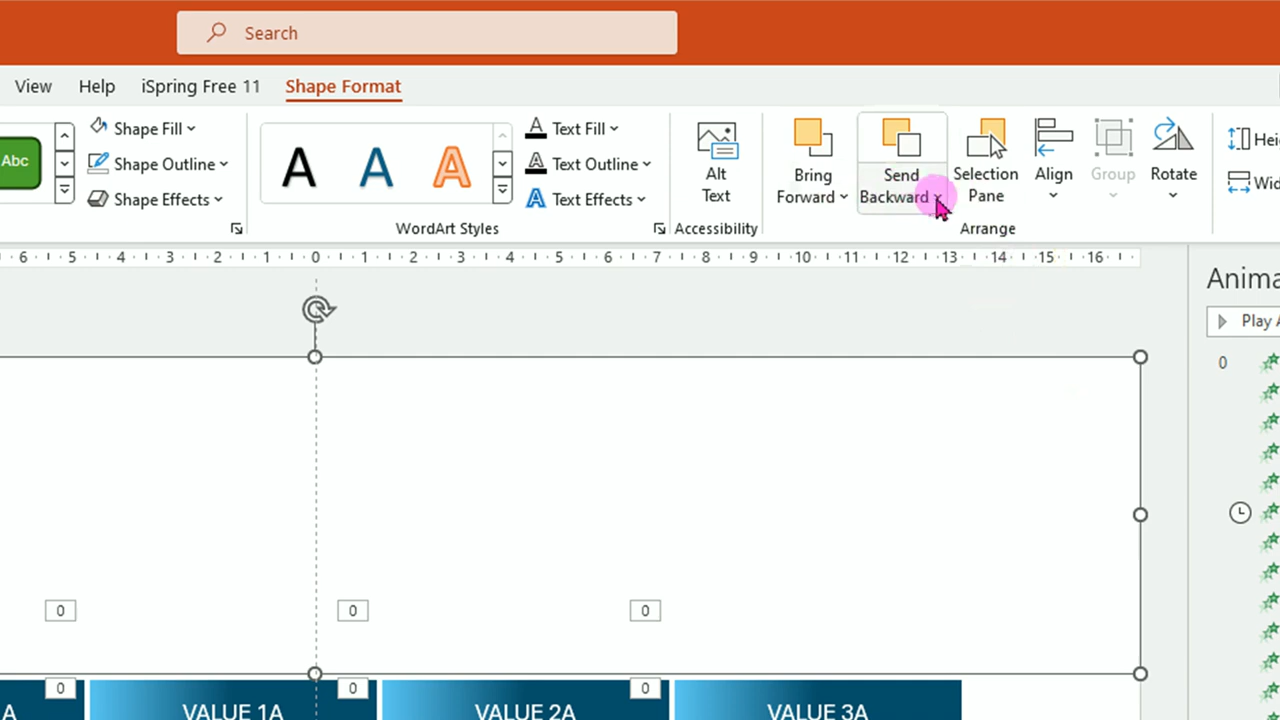 Search
View Help iSpring Free 11 Shape Format
Abc
Shape Fill
Shape Outline
Shape Effects
A A A
Text Fill
Text Outline
Text Effects
WordArt Styles
Alt
Text
Accessibility
Bring
Forward
Send
Backward
Selection
Pane
Align
Group
Rotate
Arrange
Hei
Wid
6 5 4 3 2 1 0 1 2 3 4 5 6 7 8 9 10 11 12 13 14 15 16
Anima
Play A
0
0 0 0
0 0 0
A VALUE 1A VALUE 2A VALUE 3A